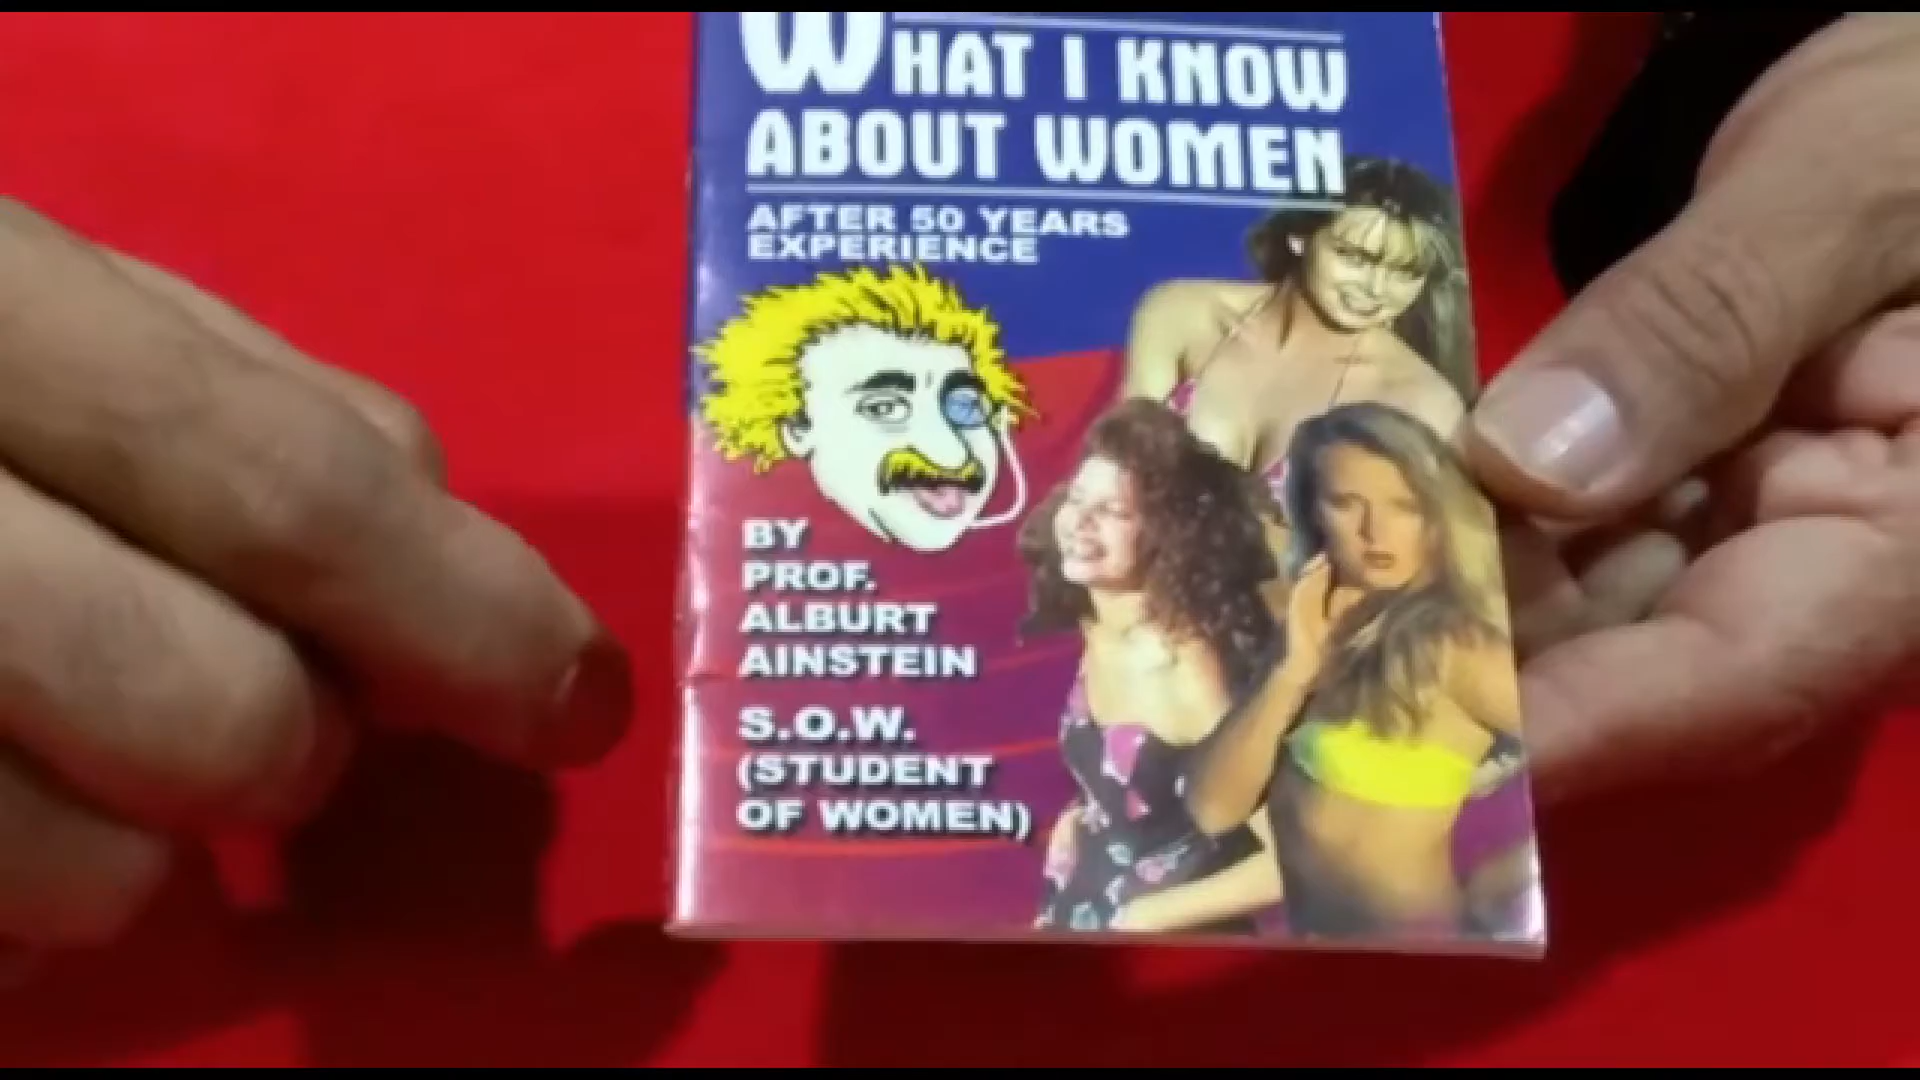 WHAT I KNOW
ABOUT WOMEN
AFTER 50 YEARS
EXPERIENCE
BY
PROF.
ALBURT
AINSTEIN
S.O.W.
(STUDENT
OF WOMEN)